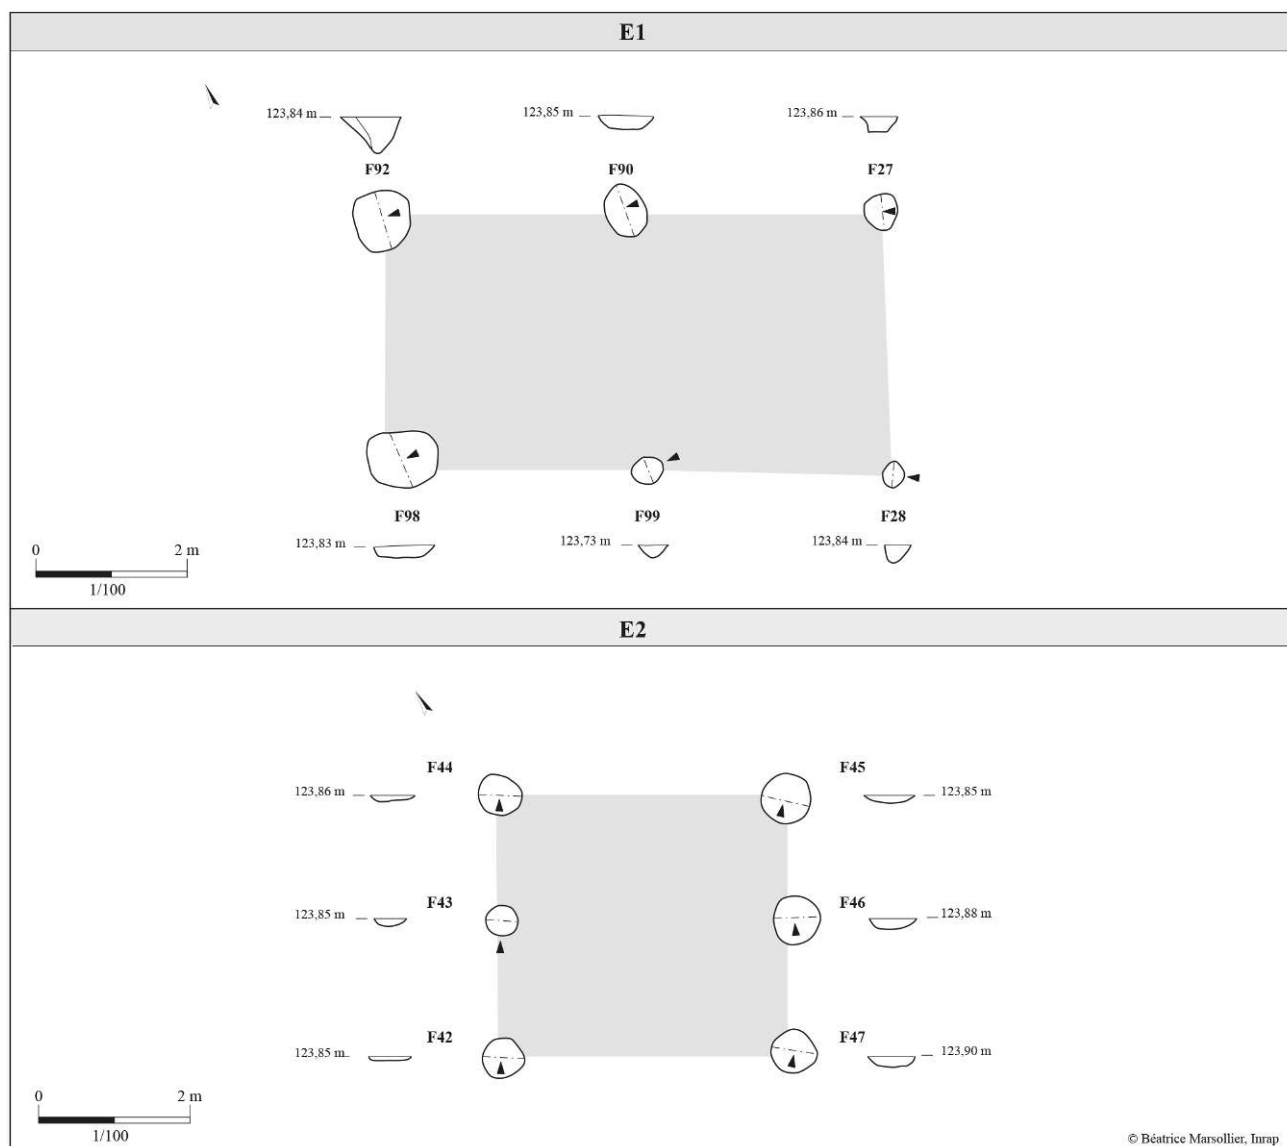 E1
123,84 m
123,85 m
123,86 m
F92
F90
F27
F98
F99
F28
123,83 m
123,73 m
123,84 m
0 2 m
1/100
E2
F44
F45
123,86 m
123,85 m
F43
F46
123,85 m
123,88 m
F42
F47
123,85 m
123,90 m
0 2 m
1/100
© Béatrice Marsollier, Inrap